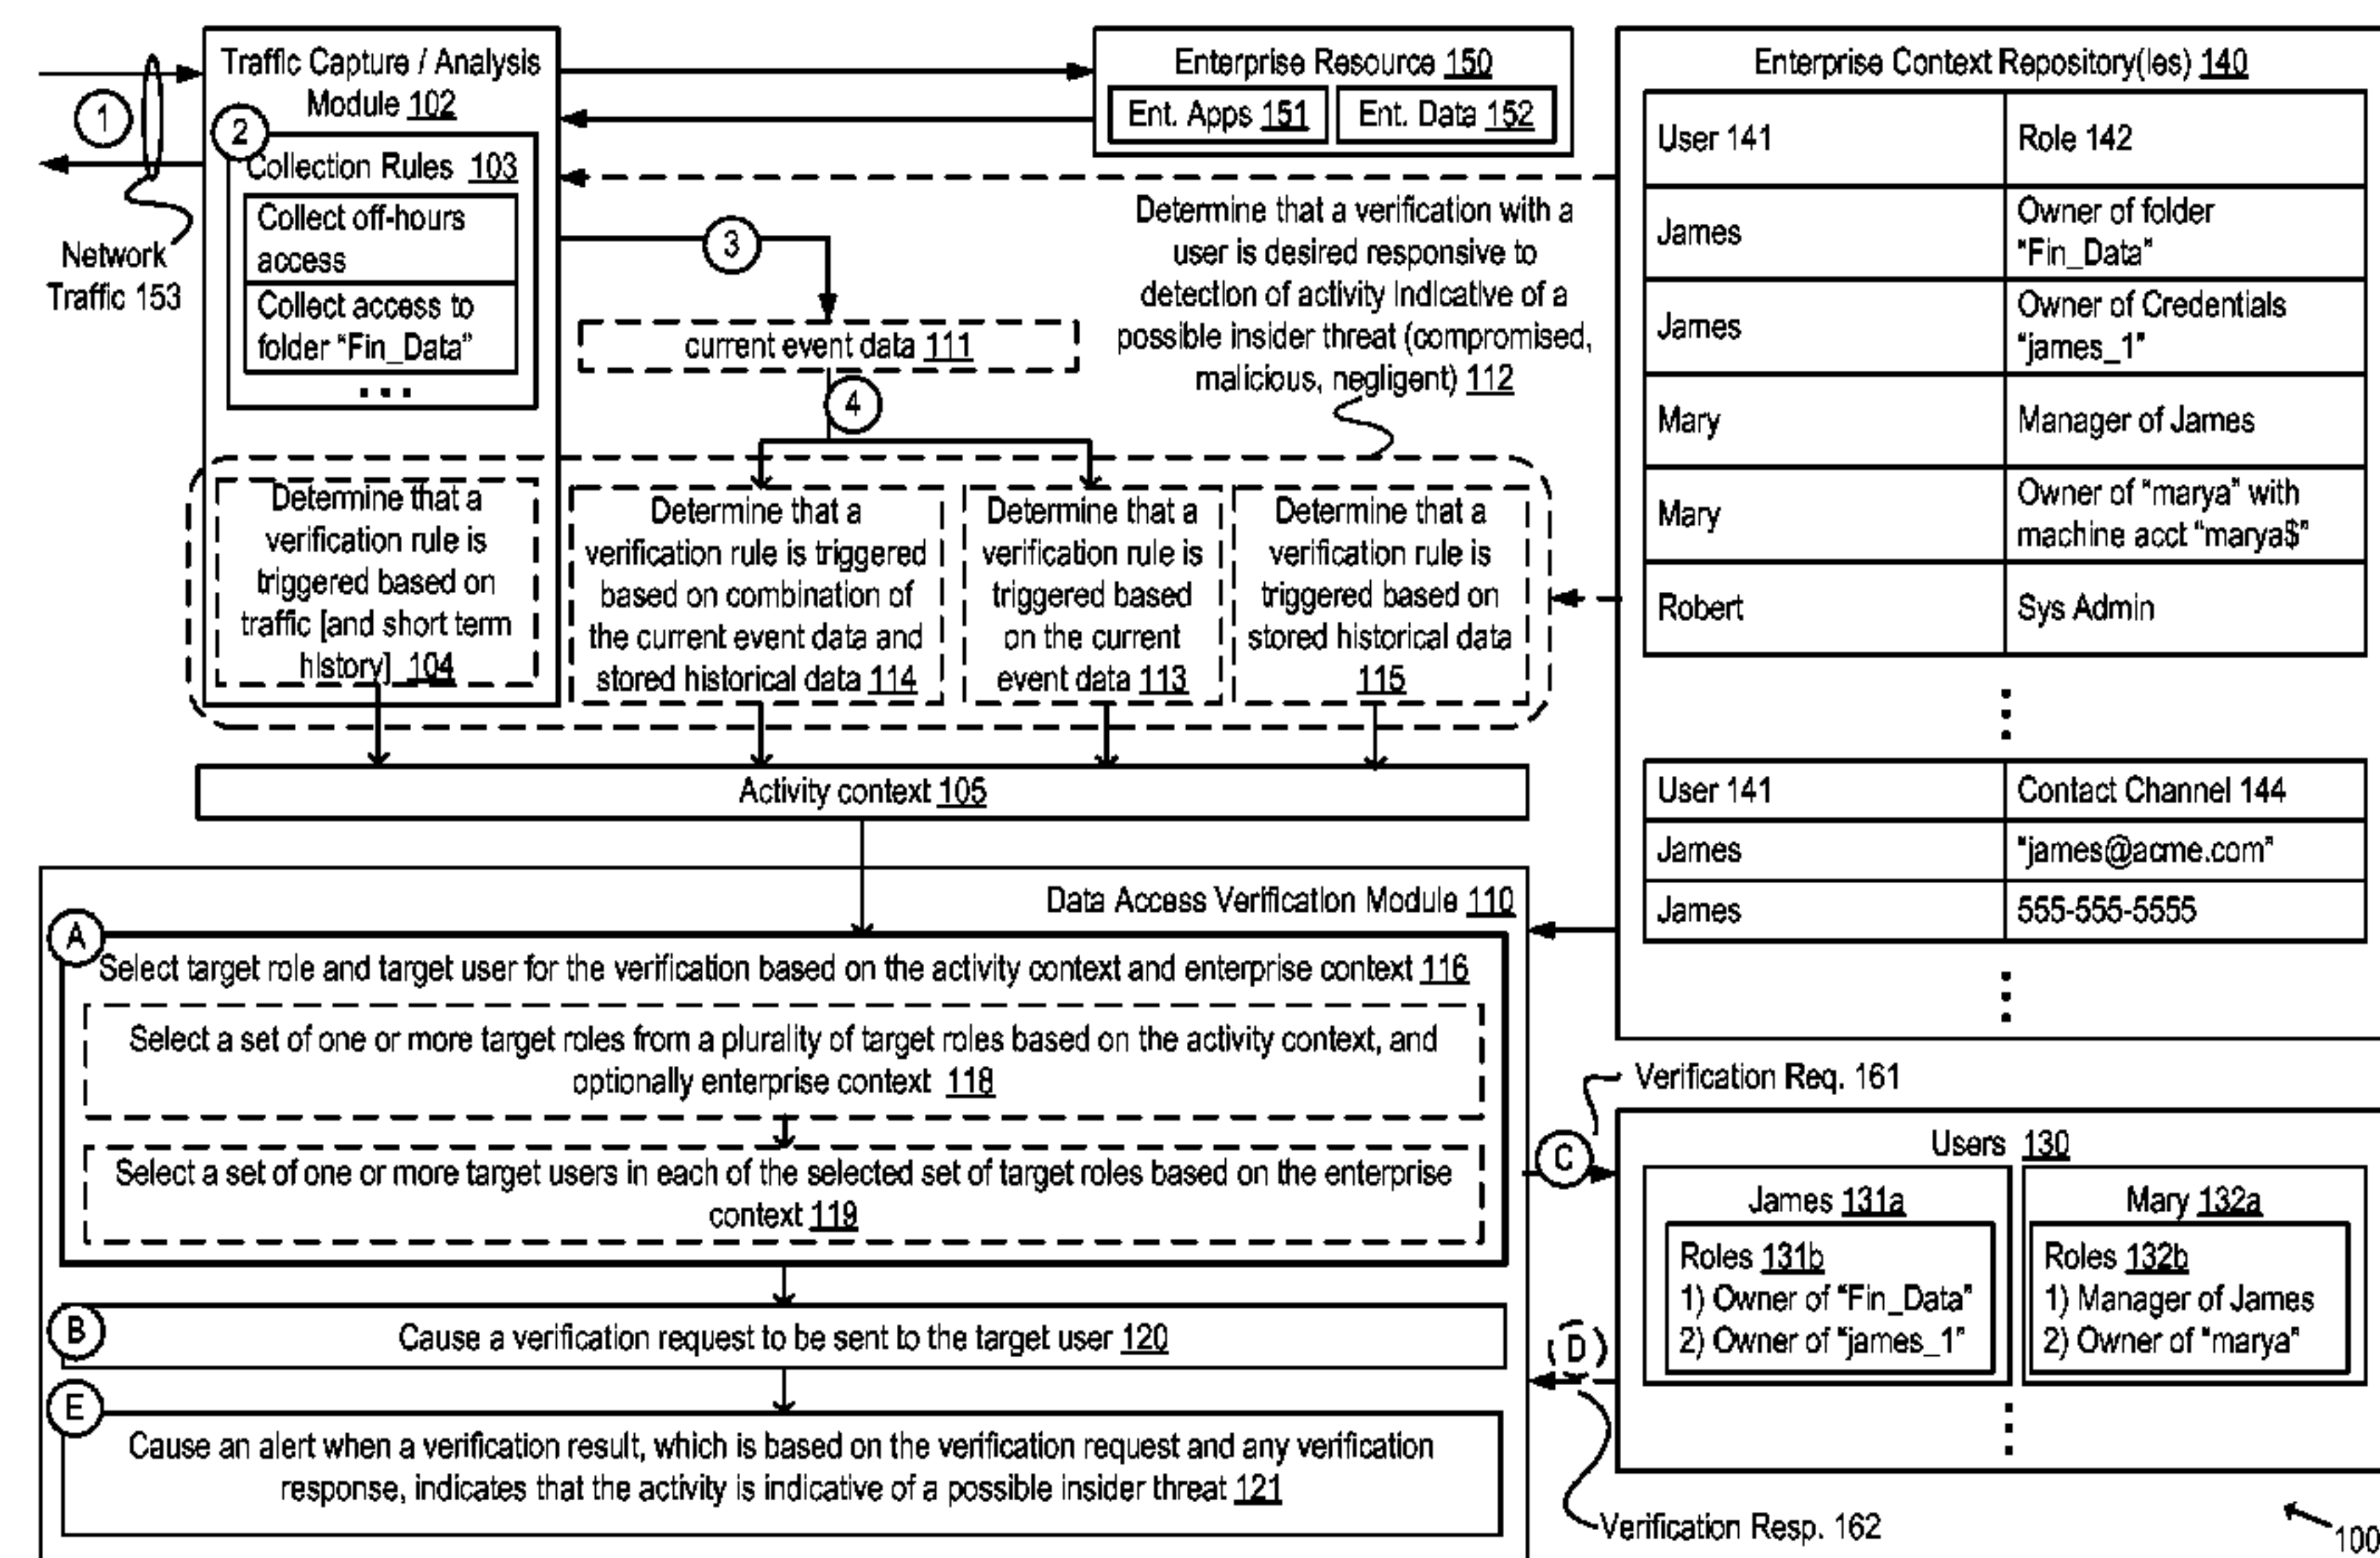 Traffic Capture / Analysis
Module 102
1
2
Collection Rules 103
Collect off-hours
access
Collect access to
folder “Fin_Data”
...
Network
Traffic 153
Enterprise Resource 150
Ent. Apps 151
Ent. Data 152
3
current event data 111
4
Determine that a verification with a
user is desired responsive to
detection of activity indicative of a
possible insider threat (compromised,
malicious, negligent) 112
Determine that a
verification rule is
triggered based on
traffic [and short term
history] 104
Determine that a
verification rule is triggered
based on combination of
the current event data and
stored historical data 114
Determine that a
verification rule is
triggered based
on the current
event data 113
Determine that a
verification rule is
triggered based on
stored historical data
115
Activity context 105
Enterprise Context Repository(ies) 140
User 141 Role 142
James Owner of folder
“Fin_Data”
James Owner of Credentials
“james_1”
Mary Manager of James
Mary Owner of “marya” with
machine acct “marya$”
Robert Sys Admin
User 141 Contact Channel 144
James “james@acme.com”
James 555-555-5555
Data Access Verification Module 110
A
Select target role and target user for the verification based on the activity context and enterprise context 116
Select a set of one or more target roles from a plurality of target roles based on the activity context, and
optionally enterprise context 118
Select a set of one or more target users in each of the selected set of target roles based on the enterprise
context 119
B
Cause a verification request to be sent to the target user 120
E
Cause an alert when a verification result, which is based on the verification request and any verification
response, indicates that the activity is indicative of a possible insider threat 121
Verification Req. 161
C
Users 130
James 131a
Roles 131b
1) Owner of “Fin_Data”
2) Owner of “james_1”
Mary 132a
Roles 132b
1) Manager of James
2) Owner of “marya”
D
Verification Resp. 162
100